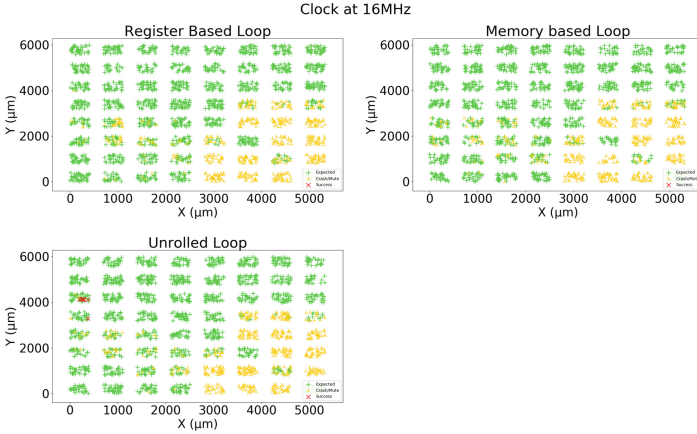 Clock at 16MHz
Register Based Loop
6000
4000
2000
0
Y (µm)
0 1000 2000 3000 4000 5000
X (µm)
Expected
Crash/Mute
Success
Memory based Loop
6000
4000
2000
0
Y (µm)
0 1000 2000 3000 4000 5000
X (µm)
Expected
Crash/Mut
Success
Unrolled Loop
6000
4000
2000
0
Y (µm)
0 1000 2000 3000 4000 5000
X (µm)
Expected
Crash/Mute
Success